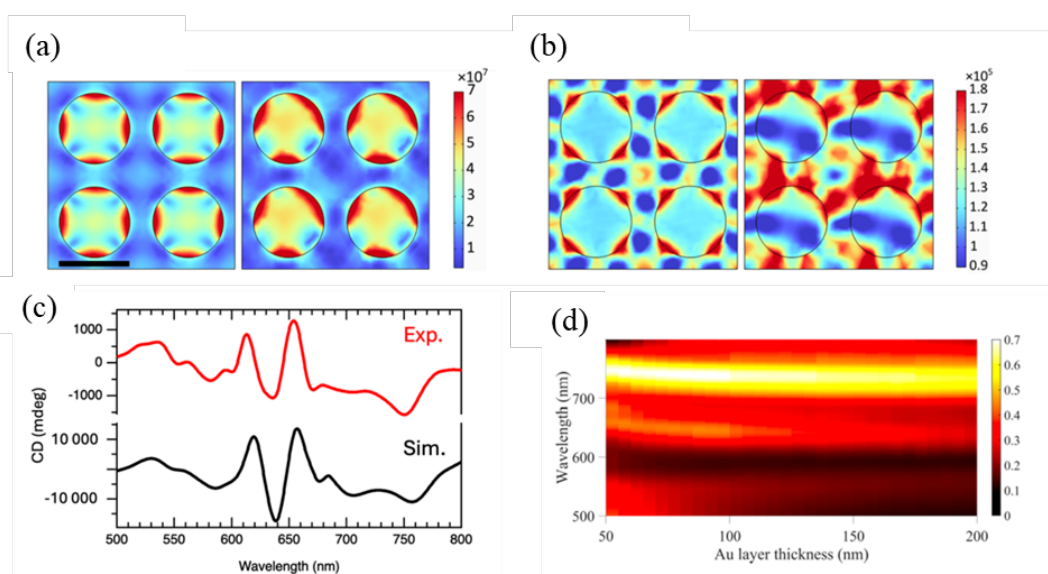 (a)
(b)
×10⁷
7
6
5
4
3
2
1
×10⁵
1.8
1.7
1.6
1.5
1.4
1.3
1.2
1.1
1
0.9
(c)
Exp.
Sim.
CD (mdeg)
1000
0
-1000
10 000
-10 000
500 550 600 650 700 750 800
Wavelength (nm)
(d)
Wavelength (nm)
700
600
500
50 100 150 200
Au layer thickness (nm)
0.7
0.6
0.5
0.4
0.3
0.2
0.1
0